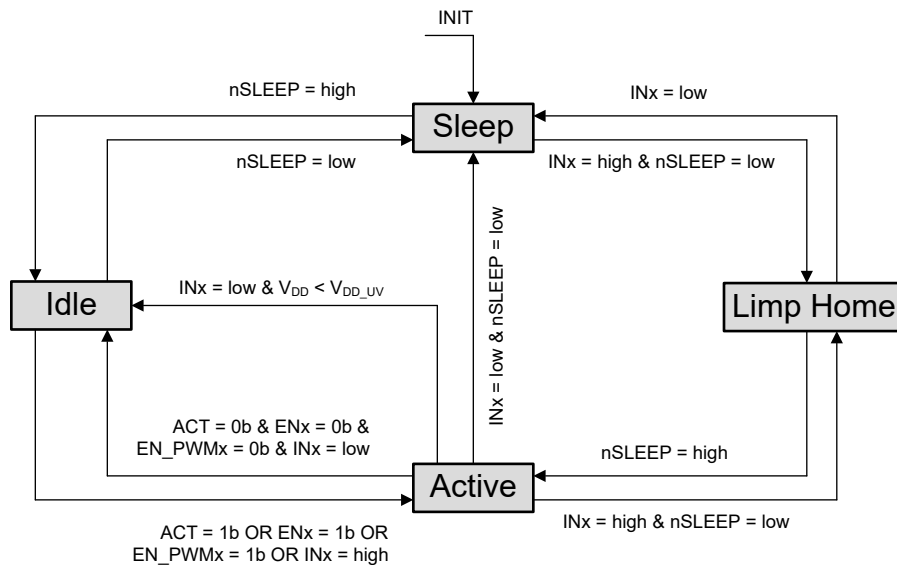 INIT
nSLEEP = high
INx = low
Sleep
nSLEEP = low
INx = high & nSLEEP = low
INx = low & nSLEEP = low
INx = low & VDD < VDD_UV
Idle
Limp Home
ACT = 0b & ENx = 0b &
EN_PWMx = 0b & INx = low
nSLEEP = high
Active
INx = high & nSLEEP = low
ACT = 1b OR ENx = 1b OR
EN_PWMx = 1b OR INx = high